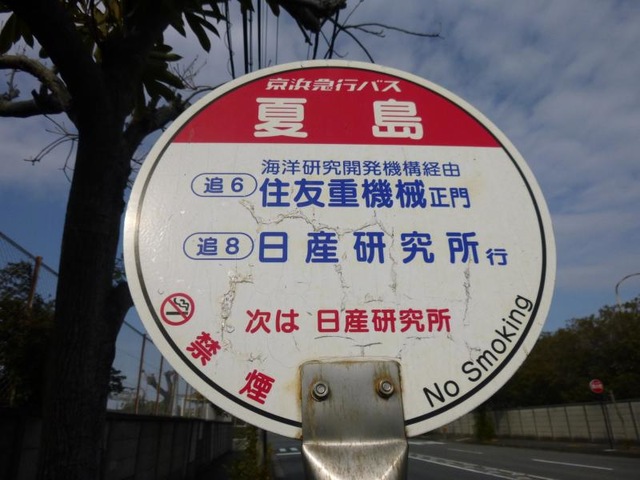 京浜急行バス
夏島
海洋研究開発機構経由
追6 住友重機械正門
追8 日産研究所行
次は 日産研究所
禁煙
No Smoking